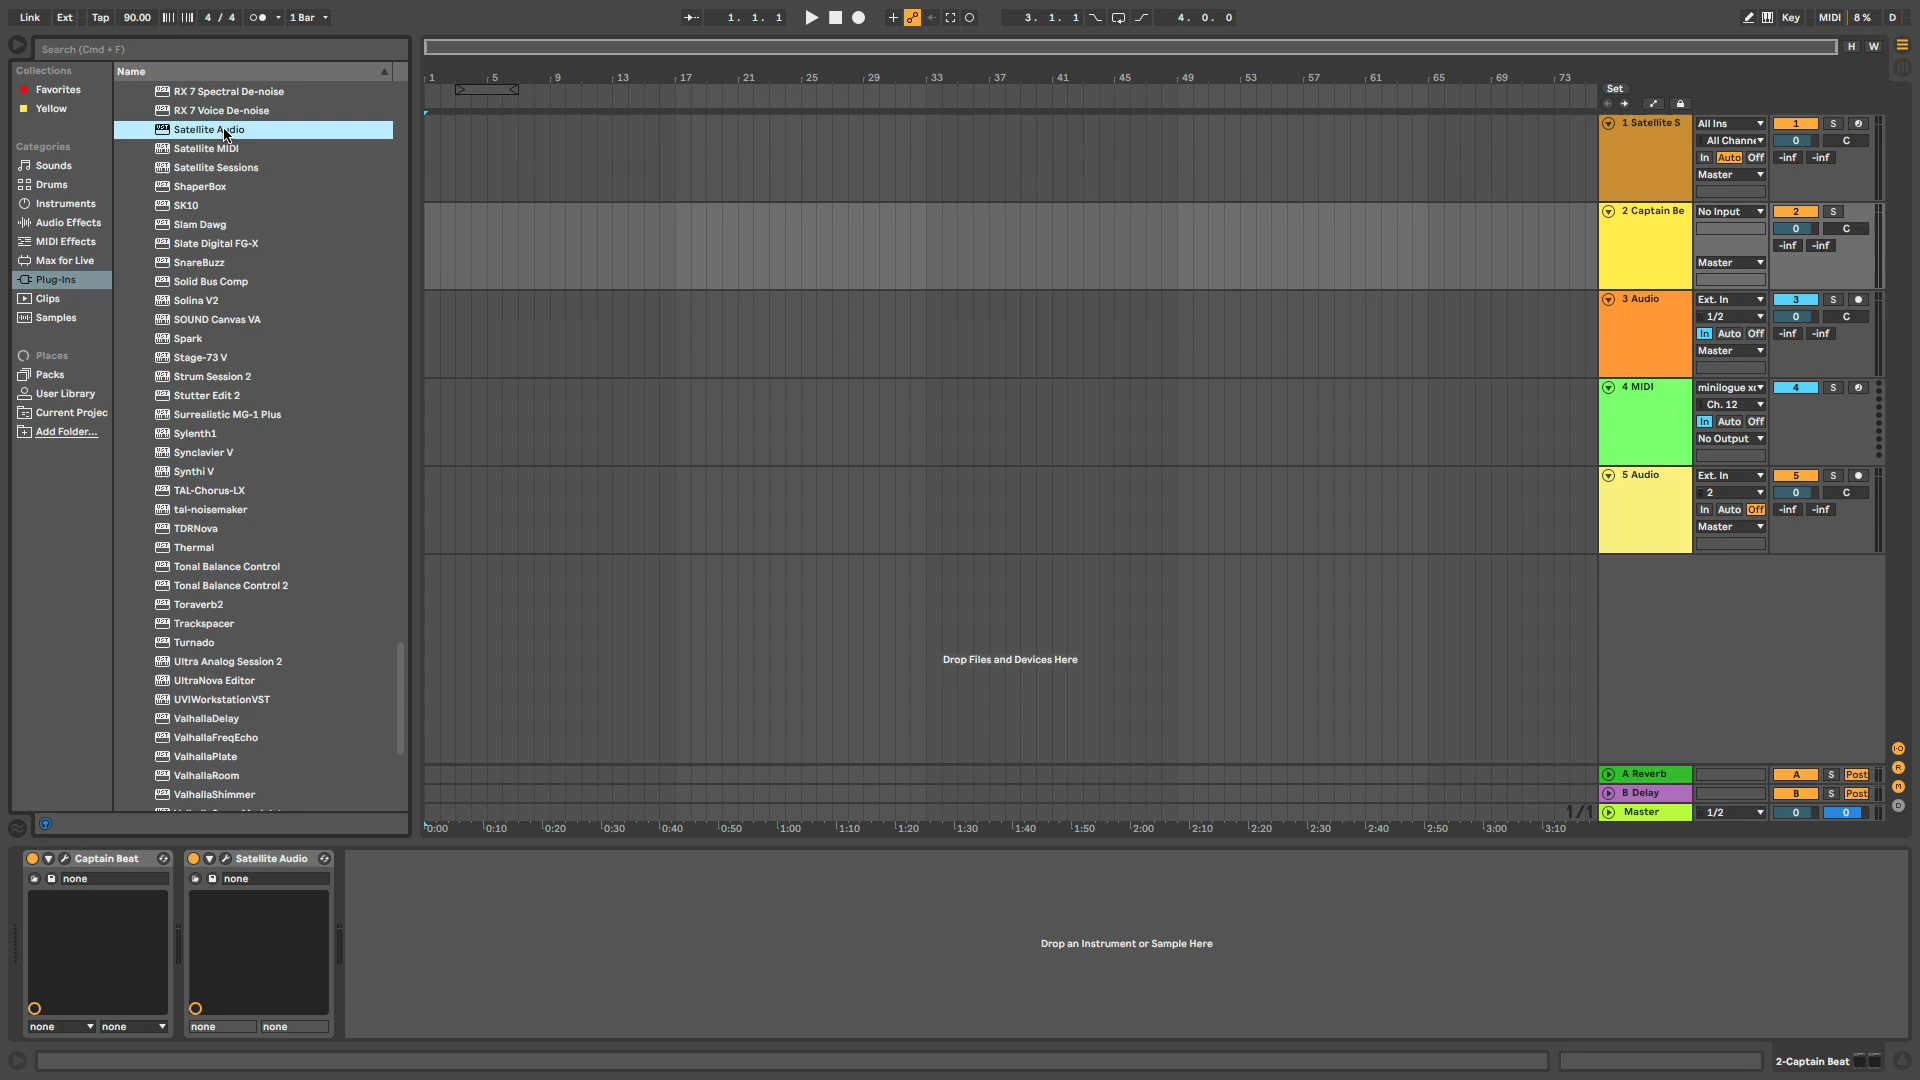 Link Ext Tap 90.00 4 / 4 1 Bar 1. 1. 1 3. 1. 1 4. 0. 0 Key MIDI 8 % D
Search (Cmd + F)
H W
Collections
Favorites
Yellow
Categories
Sounds
Drums
Instruments
Audio Effects
MIDI Effects
Max for Live
Plug-Ins
Clips
Samples
Places
Packs
User Library
Current Projec
Add Folder...
Name
RX 7 Spectral De-noise
RX 7 Voice De-noise
Satellite Audio
Satellite MIDI
Satellite Sessions
ShaperBox
SK10
Slam Dawg
Slate Digital FG-X
SnareBuzz
Solid Bus Comp
Solina V2
SOUND Canvas VA
Spark
Stage-73 V
Strum Session 2
Stutter Edit 2
Surrealistic MG-1 Plus
Sylenth1
Synclavier V
Synthi V
TAL-Chorus-LX
tal-noisemaker
TDRNova
Thermal
Tonal Balance Control
Tonal Balance Control 2
Toraverb2
Trackspacer
Turnado
Ultra Analog Session 2
UltraNova Editor
UVIWorkstationVST
ValhallaDelay
ValhallaFreqEcho
ValhallaPlate
ValhallaRoom
ValhallaShimmer
1 5 9 13 17 21 25 29 33 37 41 45 49 53 57 61 65 69 73
Set
1 Satellite S All Ins 1 S
All Channe 0 C
In Auto Off -inf -inf
Master
2 Captain Be No Input 2 S
0 C
-inf -inf
Master
3 Audio Ext. In 3 S
1/2 0 C
In Auto Off -inf -inf
Master
4 MIDI minilogue xc 4 S
Ch. 12
In Auto Off
No Output
5 Audio Ext. In 5 S
2 0 C
In Auto Off -inf -inf
Master
Drop Files and Devices Here
A Reverb A S Post
B Delay B S Post
1/1 Master 1/2 0 0
0:00 0:10 0:20 0:30 0:40 0:50 1:00 1:10 1:20 1:30 1:40 1:50 2:00 2:10 2:20 2:30 2:40 2:50 3:00 3:10
IO
R
M
D
Captain Beat
none
none none
Satellite Audio
none
none none
Drop an Instrument or Sample Here
2-Captain Beat